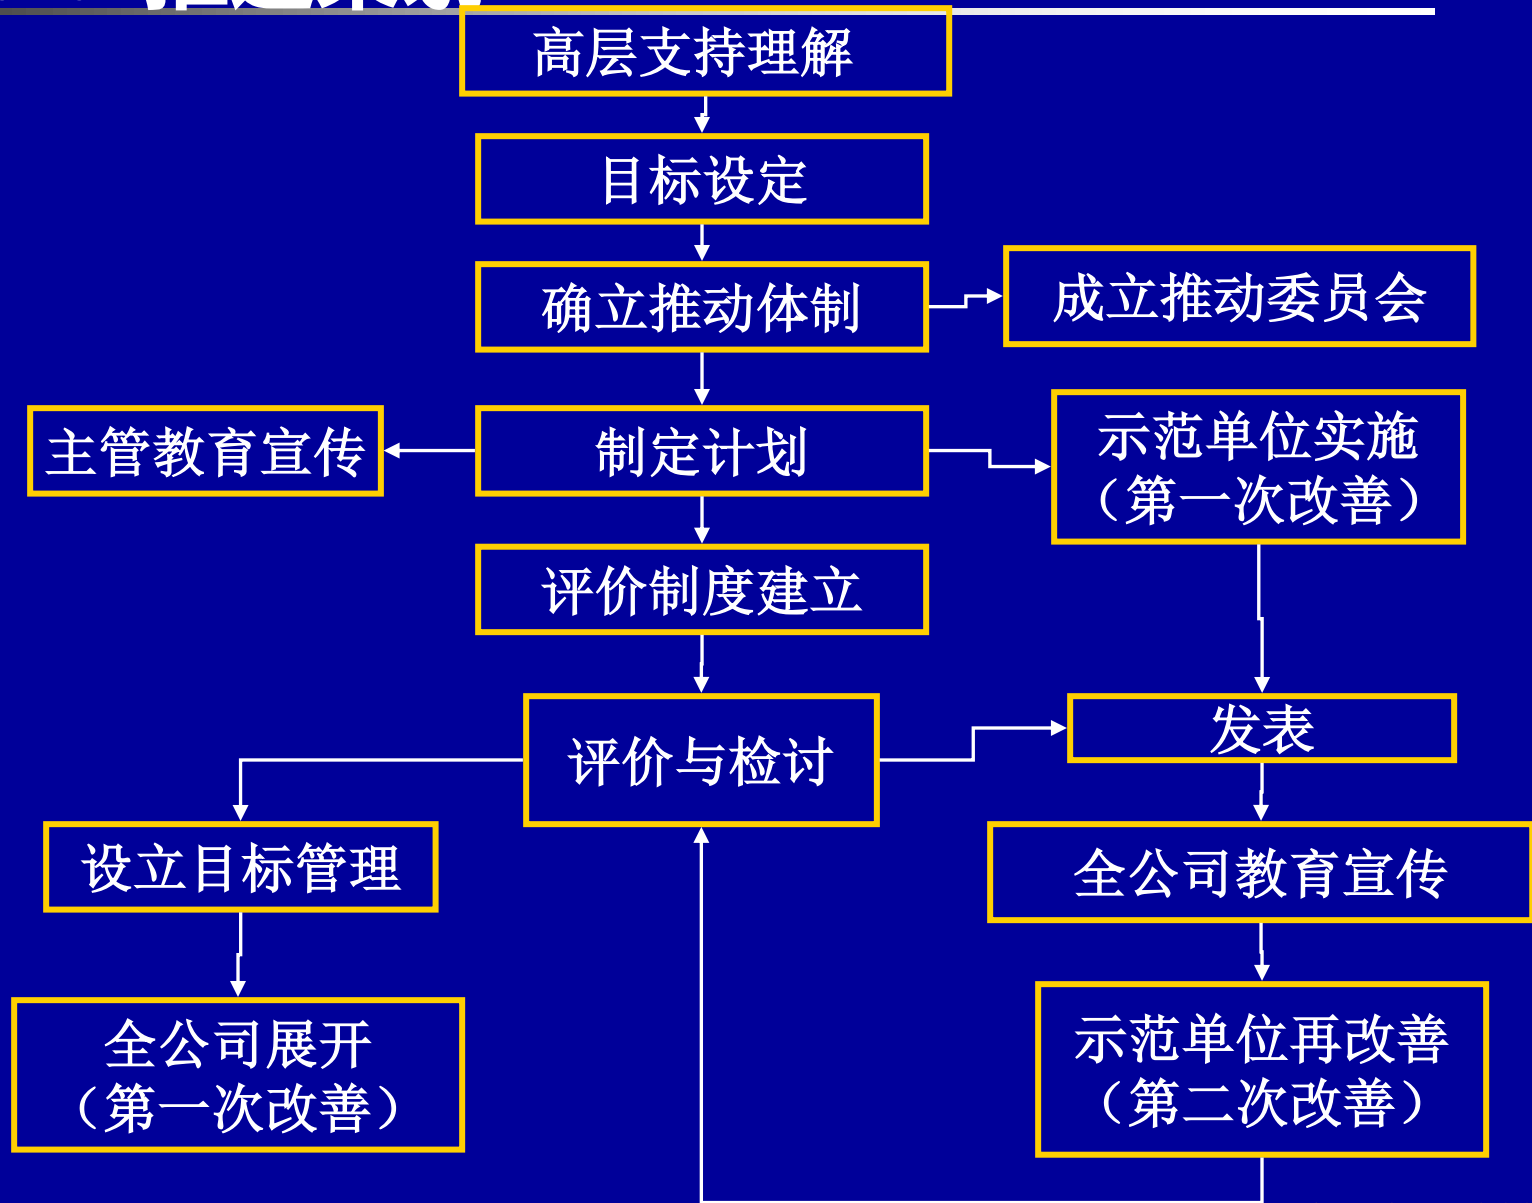 高层支持理解
目标设定
确立推动体制
成立推动委员会
主管教育宣传
制定计划
示范单位实施
（第一次改善）
评价制度建立
评价与检讨
发表
设立目标管理
全公司教育宣传
全公司展开
（第一次改善）
示范单位再改善
（第二次改善）